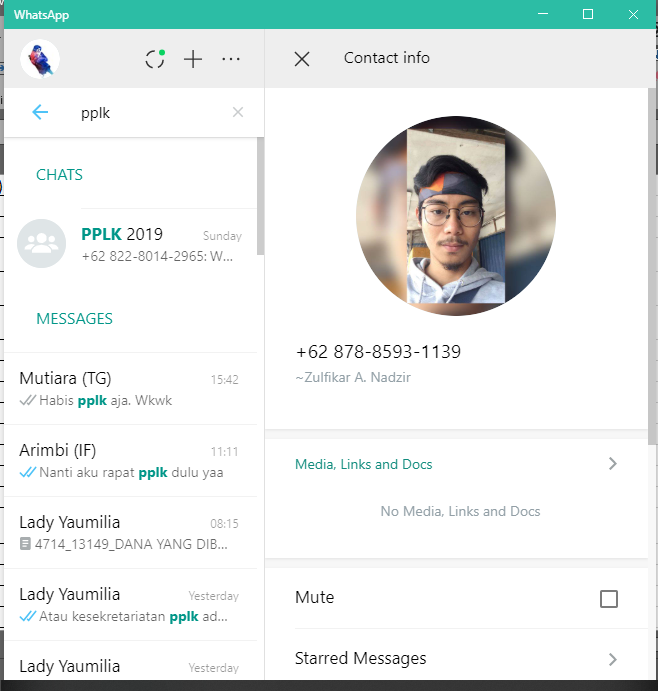 WhatsApp
pplk
CHATS
PPLK 2019
Sunday
+62 822-8014-2965: W...
MESSAGES
Mutiara (TG)
15:42
Habis pplk aja. Wkwk
Arimbi (IF)
11:11
Nanti aku rapat pplk dulu yaa
Lady Yaumilia
08:15
4714_13149_DANA YANG DIB...
Lady Yaumilia
Yesterday
Atau kesekretariatan pplk ad...
Lady Yaumilia
Yesterday
Contact info
+62 878-8593-1139
~Zulfikar A. Nadzir
Media, Links and Docs
No Media, Links and Docs
Mute
Starred Messages